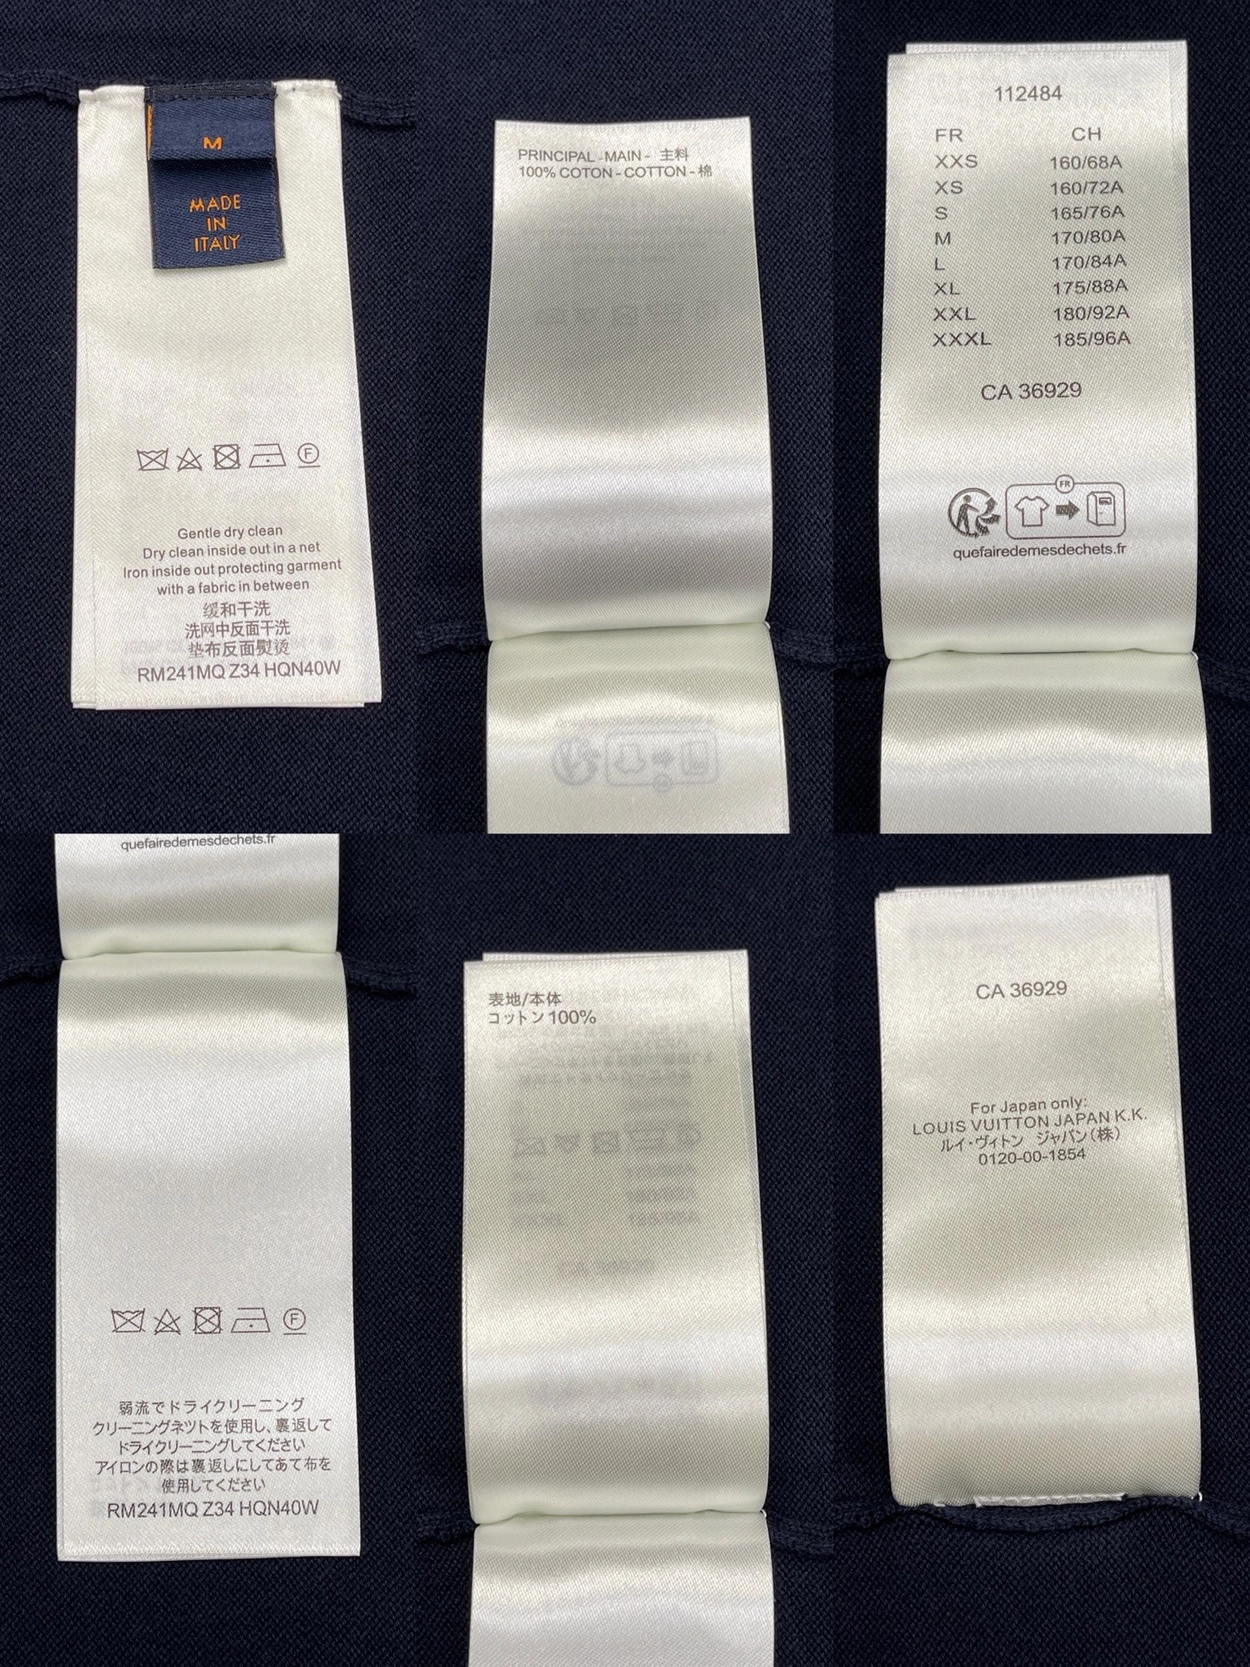 M
MADE
IN
ITALY
F
Gentle dry clean
Dry clean inside out in a net
Iron inside out protecting garment
with a fabric in between
缓和干洗
洗网中反面干洗
垫布反面熨烫
RM241MQ Z34 HQN40W
PRINCIPAL - MAIN - 主料
100% COTON - COTTON - 棉
112484
FR CH
XXS 160/68A
XS 160/72A
S 165/76A
M 170/80A
L 170/84A
XL 175/88A
XXL 180/92A
XXXL 185/96A
CA 36929
FR
quefairedemesdechets.fr
quefairedemesdechets.fr
F
弱流でドライクリーニング
クリーニングネツトを使用し、裏返して
ドライクリーニングしてください
アイロンの際は裏返しにしてあて布を
使用してください
RM241MQ Z34 HQN40W
表地/本体
コットン100%
CA 36929
For Japan only:
LOUIS VUITTON JAPAN K.K.
ルイ・ヴィトン ジャパン(株)
0120-00-1854